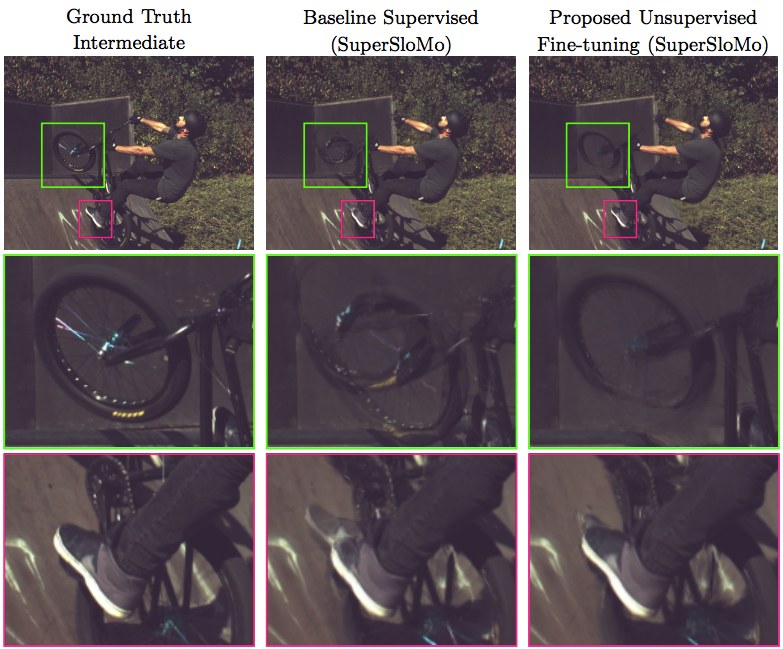 Ground Truth
Intermediate
Baseline Supervised
(SuperSloMo)
Proposed Unsupervised
Fine-tuning (SuperSloMo)